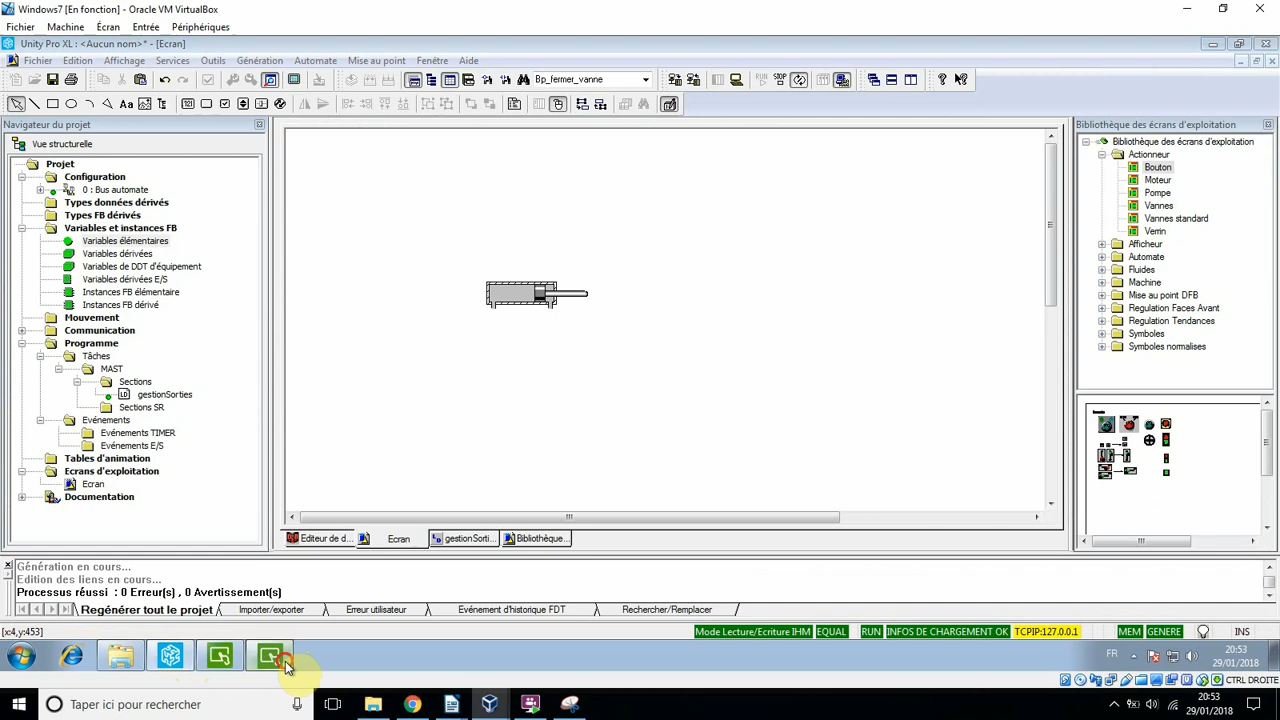 Windows7 [En fonction] - Oracle VM VirtualBox
Fichier Machine Écran Entrée Périphériques
Unity Pro XL : <Aucun nom>* - [Ecran]
Fichier Edition Affichage Services Outils Génération Automate Mise au point Fenêtre Aide
Bp_fermer_vanne
RUN STOP
Aa
Navigateur du projet
Vue structurelle
Projet
Configuration
0 : Bus automate
Types données dérivés
Types FB dérivés
Variables et instances FB
Variables élémentaires
Variables dérivées
Variables de DDT d'équipement
Variables dérivées E/S
Instances FB élémentaire
Instances FB dérivé
Mouvement
Communication
Programme
Tâches
MAST
Sections
LD gestionSorties
Sections SR
Evénements
Evénements TIMER
Evénements E/S
Tables d'animation
Ecrans d'exploitation
Ecran
Documentation
Editeur de d... Ecran gestionSorti... Bibliothèque...
Bibliothèque des écrans d'exploitation
Bibliothèque des écrans d'exploitation
Actionneur
Bouton
Moteur
Pompe
Vannes
Vannes standard
Verrin
Afficheur
Automate
Fluides
Machine
Mise au point DFB
Regulation Faces Avant
Regulation Tendances
Symboles
Symboles normalises
Génération en cours...
Edition des liens en cours...
Processus réussi : 0 Erreur(s) , 0 Avertissement(s)
Regénérer tout le projet Importer/exporter Erreur utilisateur Evénement d'historique FDT Rechercher/Remplacer
[x:4,y:453] Mode Lecture/Ecriture IHM EQUAL RUN INFOS DE CHARGEMENT OK TCPIP:127.0.0.1 MEM GENERE INS
FR 20:53
29/01/2018
CTRL DROITE
Taper ici pour rechercher
20:53
29/01/2018